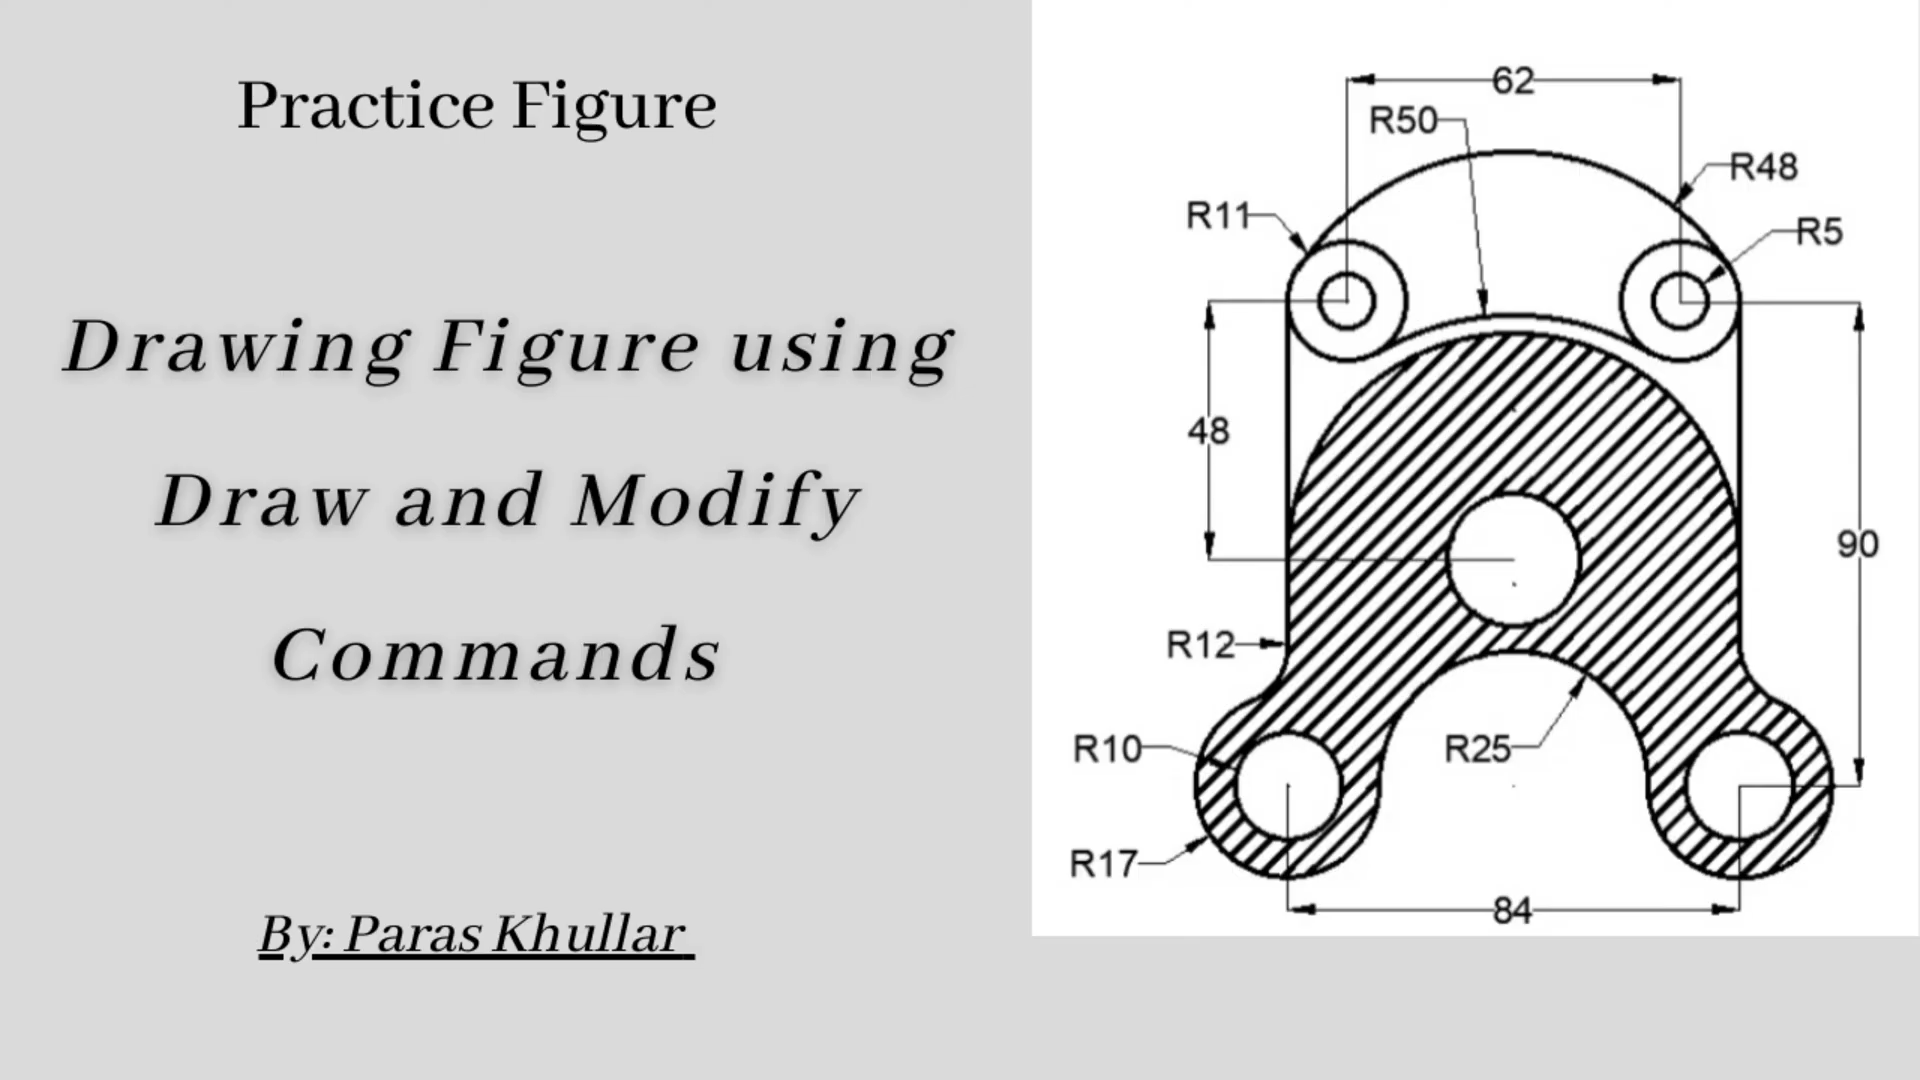 Practice Figure
Drawing Figure using
Draw and Modify
Commands
By: Paras Khullar
62
R50
R48
R11
R5
48
90
R12
R10
R25
R17
84